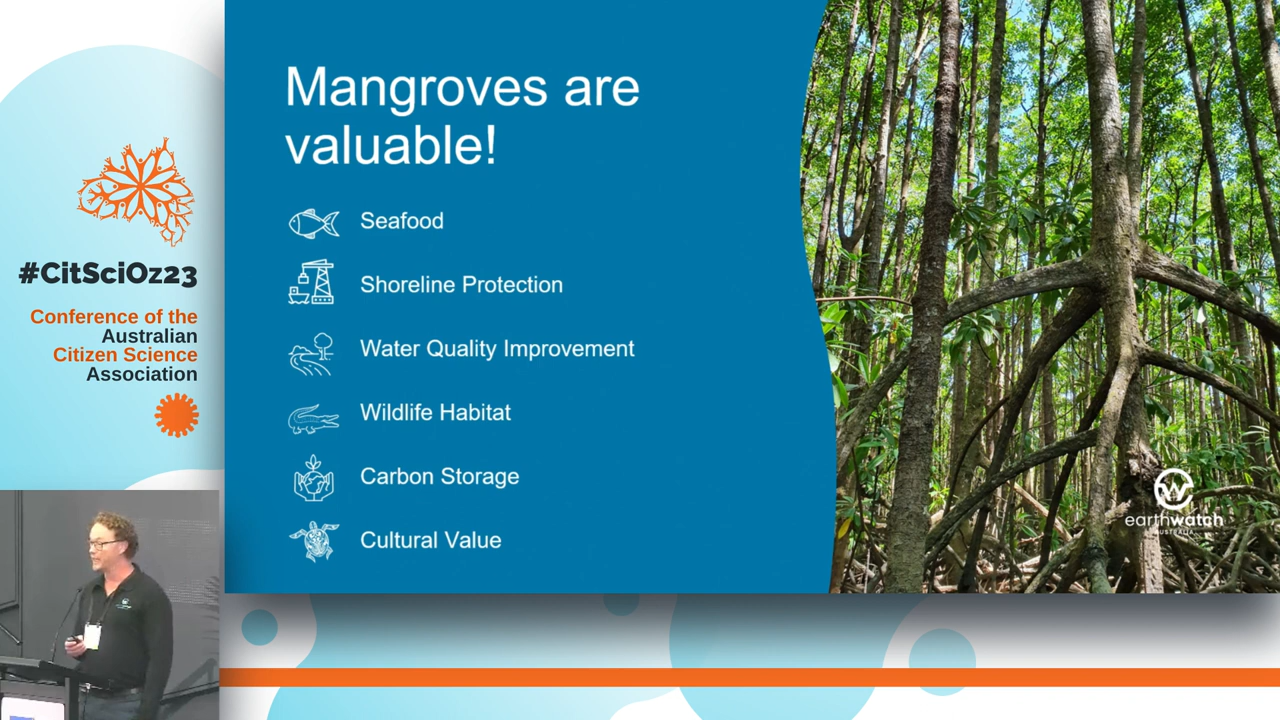 #CitSciOz23
Conference of the
Australian
Citizen Science
Association
Mangroves are
valuable!
Seafood
Shoreline Protection
Water Quality Improvement
Wildlife Habitat
Carbon Storage
Cultural Value
earthwatch
AUSTRALIA